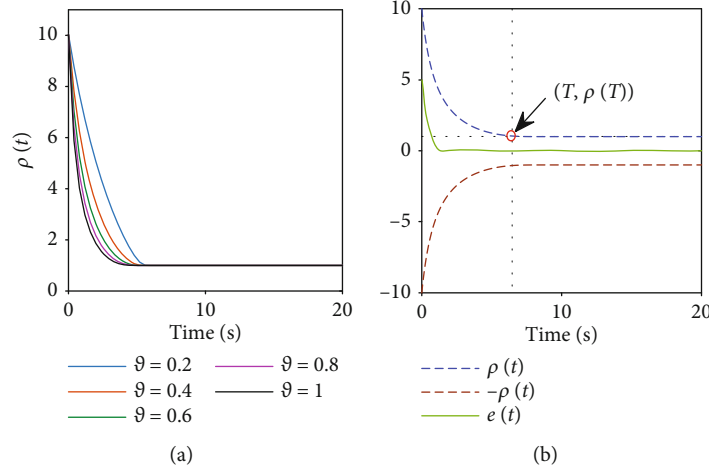 10
8
6
4
2
0
ρ (t)
0
10
20
Time (s)
ϑ = 0.2
ϑ = 0.8
ϑ = 0.4
ϑ = 1
ϑ = 0.6
(a)
10
5
0
−5
−10
(T, ρ (T))
0
10
20
Time (s)
ρ (t)
−ρ (t)
e (t)
(b)